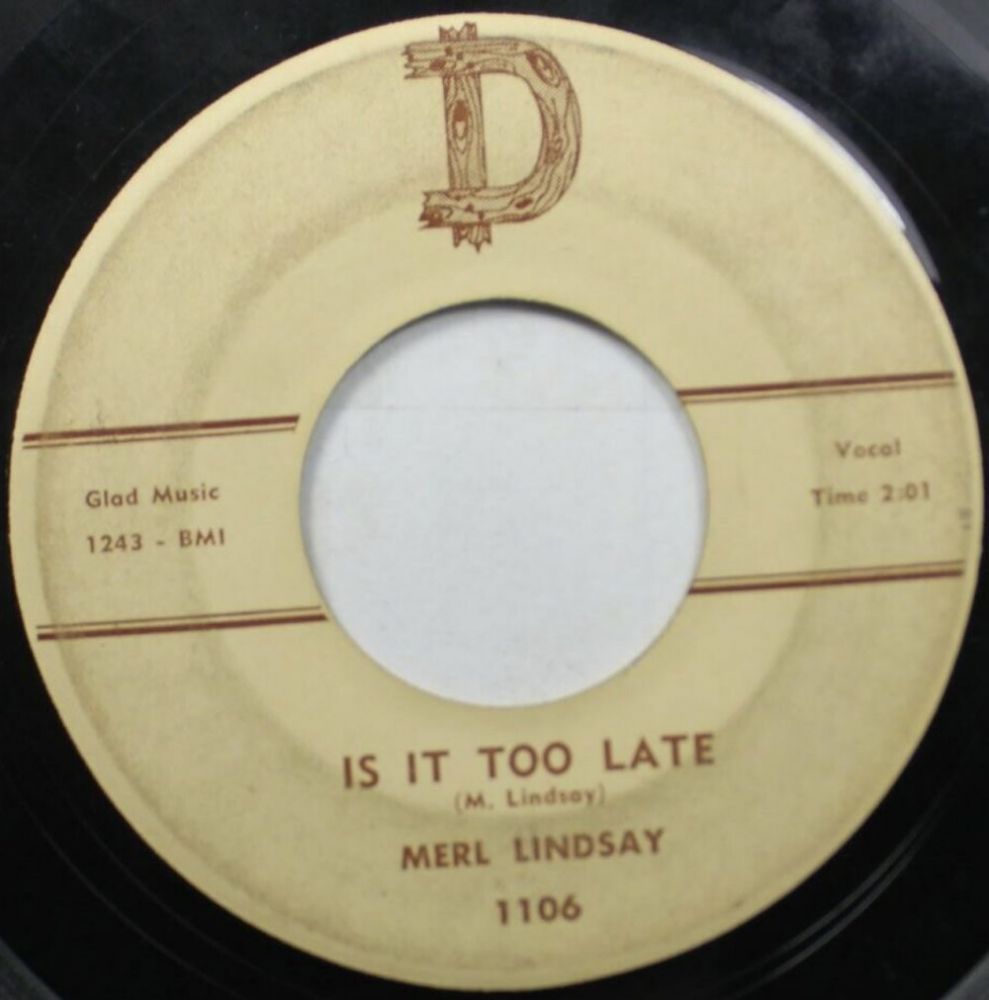 D
Glad Music
1243 - BMI
Vocal
Time 2:01
IS IT TOO LATE
(M. Lindsay)
MERL LINDSAY
1106